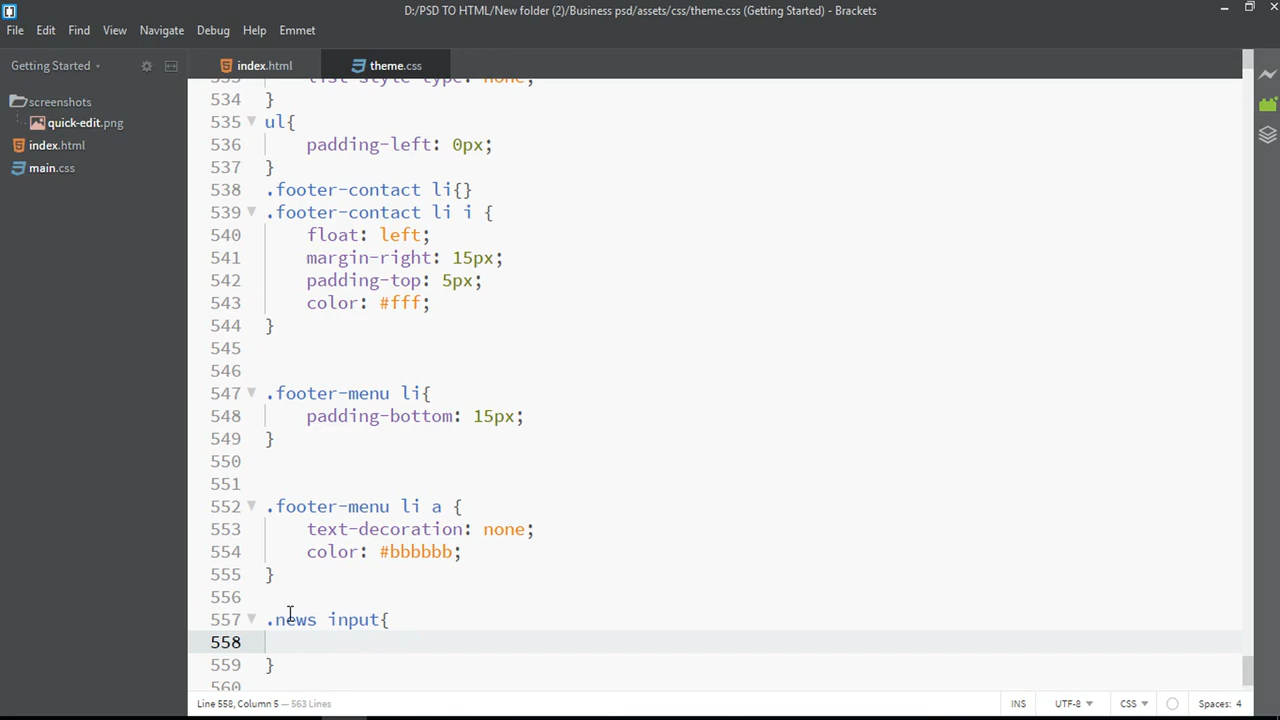 D:/PSD TO HTML/New folder (2)/Business psd/assets/css/theme.css (Getting Started) - Brackets
File Edit Find View Navigate Debug Help Emmet
Getting Started
index.html theme.css
screenshots
quick-edit.png
index.html
main.css
533 list-style-type: none;
534 }
535 ul{
536 padding-left: 0px;
537 }
538 .footer-contact li{}
539 .footer-contact li i {
540 float: left;
541 margin-right: 15px;
542 padding-top: 5px;
543 color: #fff;
544 }
545
546
547 .footer-menu li{
548 padding-bottom: 15px;
549 }
550
551
552 .footer-menu li a {
553 text-decoration: none;
554 color: #bbbbbb;
555 }
556
557 .news input{
558
559 }
560
Line 558, Column 5 — 563 Lines
INS UTF-8 CSS Spaces: 4